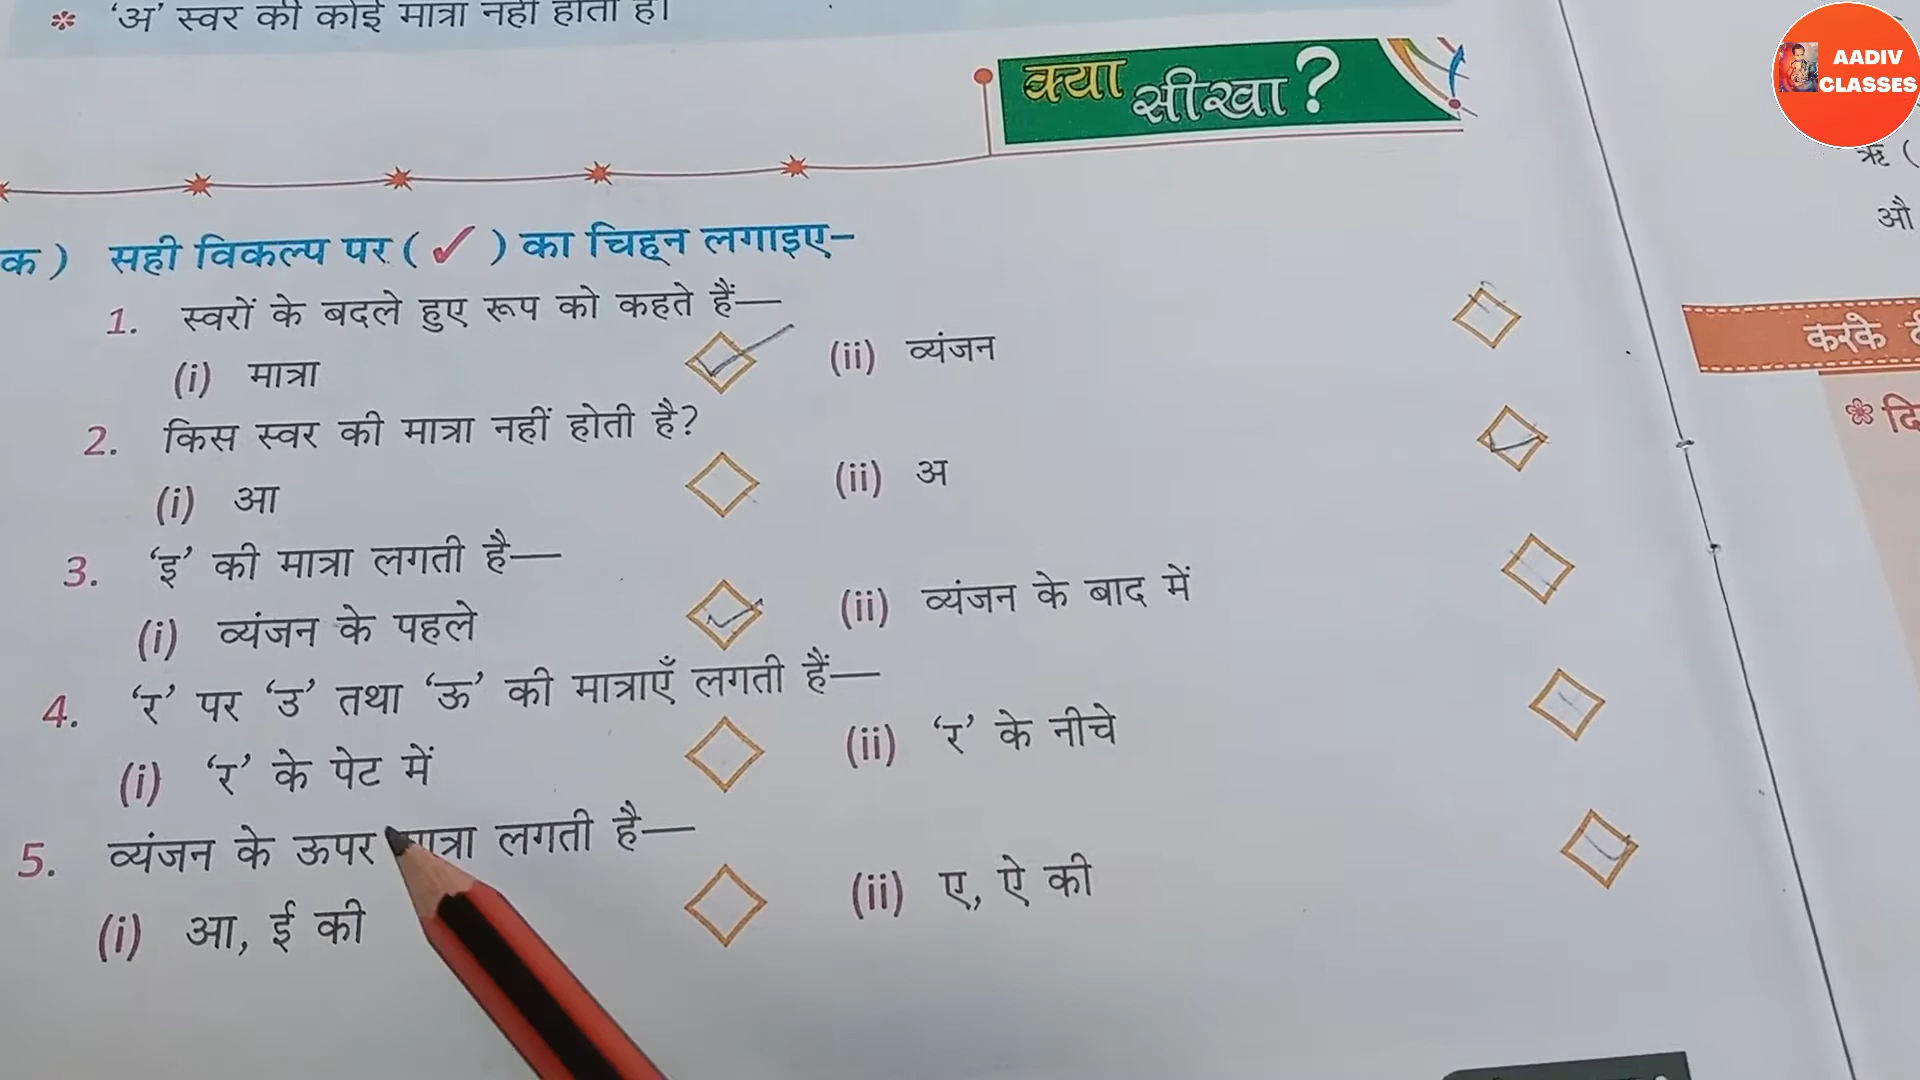 'अ' स्वर की कोई मात्रा नहीं होती है।
क्या सीखा?
AADIV
CLASSES
क) सही विकल्प पर (✓) का चिह्न लगाइए–
1. स्वरों के बदले हुए रूप को कहते हैं—
(i) मात्रा (ii) व्यंजन
2. किस स्वर की मात्रा नहीं होती है?
(i) आ (ii) अ
3. 'इ' की मात्रा लगती है—
(i) व्यंजन के पहले (ii) व्यंजन के बाद में
4. 'र' पर 'उ' तथा 'ऊ' की मात्राएँ लगती हैं—
(i) 'र' के पेट में (ii) 'र' के नीचे
5. व्यंजन के ऊपर मात्रा लगती है—
(i) आ, ई की (ii) ए, ऐ की
ऋ (
औ
करके